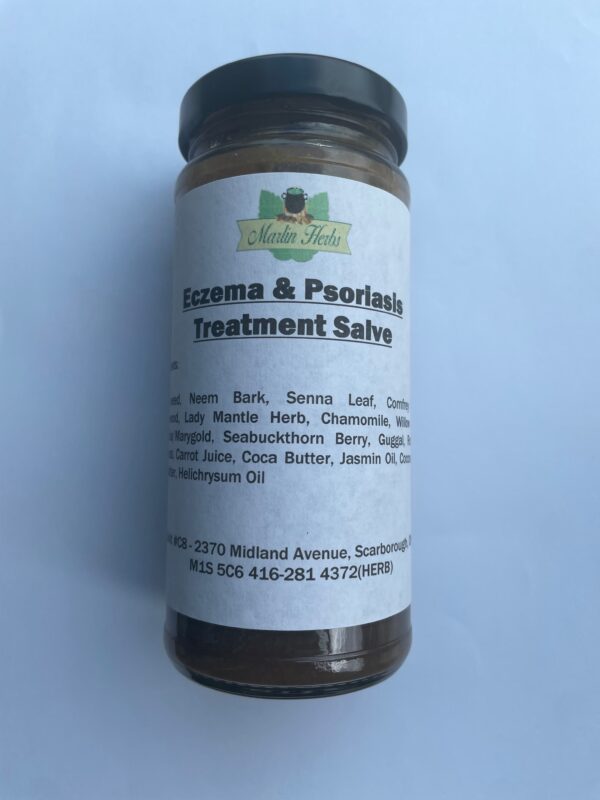 Marlin Herbs
Eczema & Psoriasis
Treatment Salve
Neem Bark, Senna Leaf, Comfrey
Lady Mantle Herb, Chamomile, Willow
Marygold, Seabuckthorn Berry, Guggal,
Carrot Juice, Coca Butter, Jasmin Oil,
Helichrysum Oil
#C8 - 2370 Midland Avenue, Scarborough,
M1S 5C6 416-281 4372(HERB)